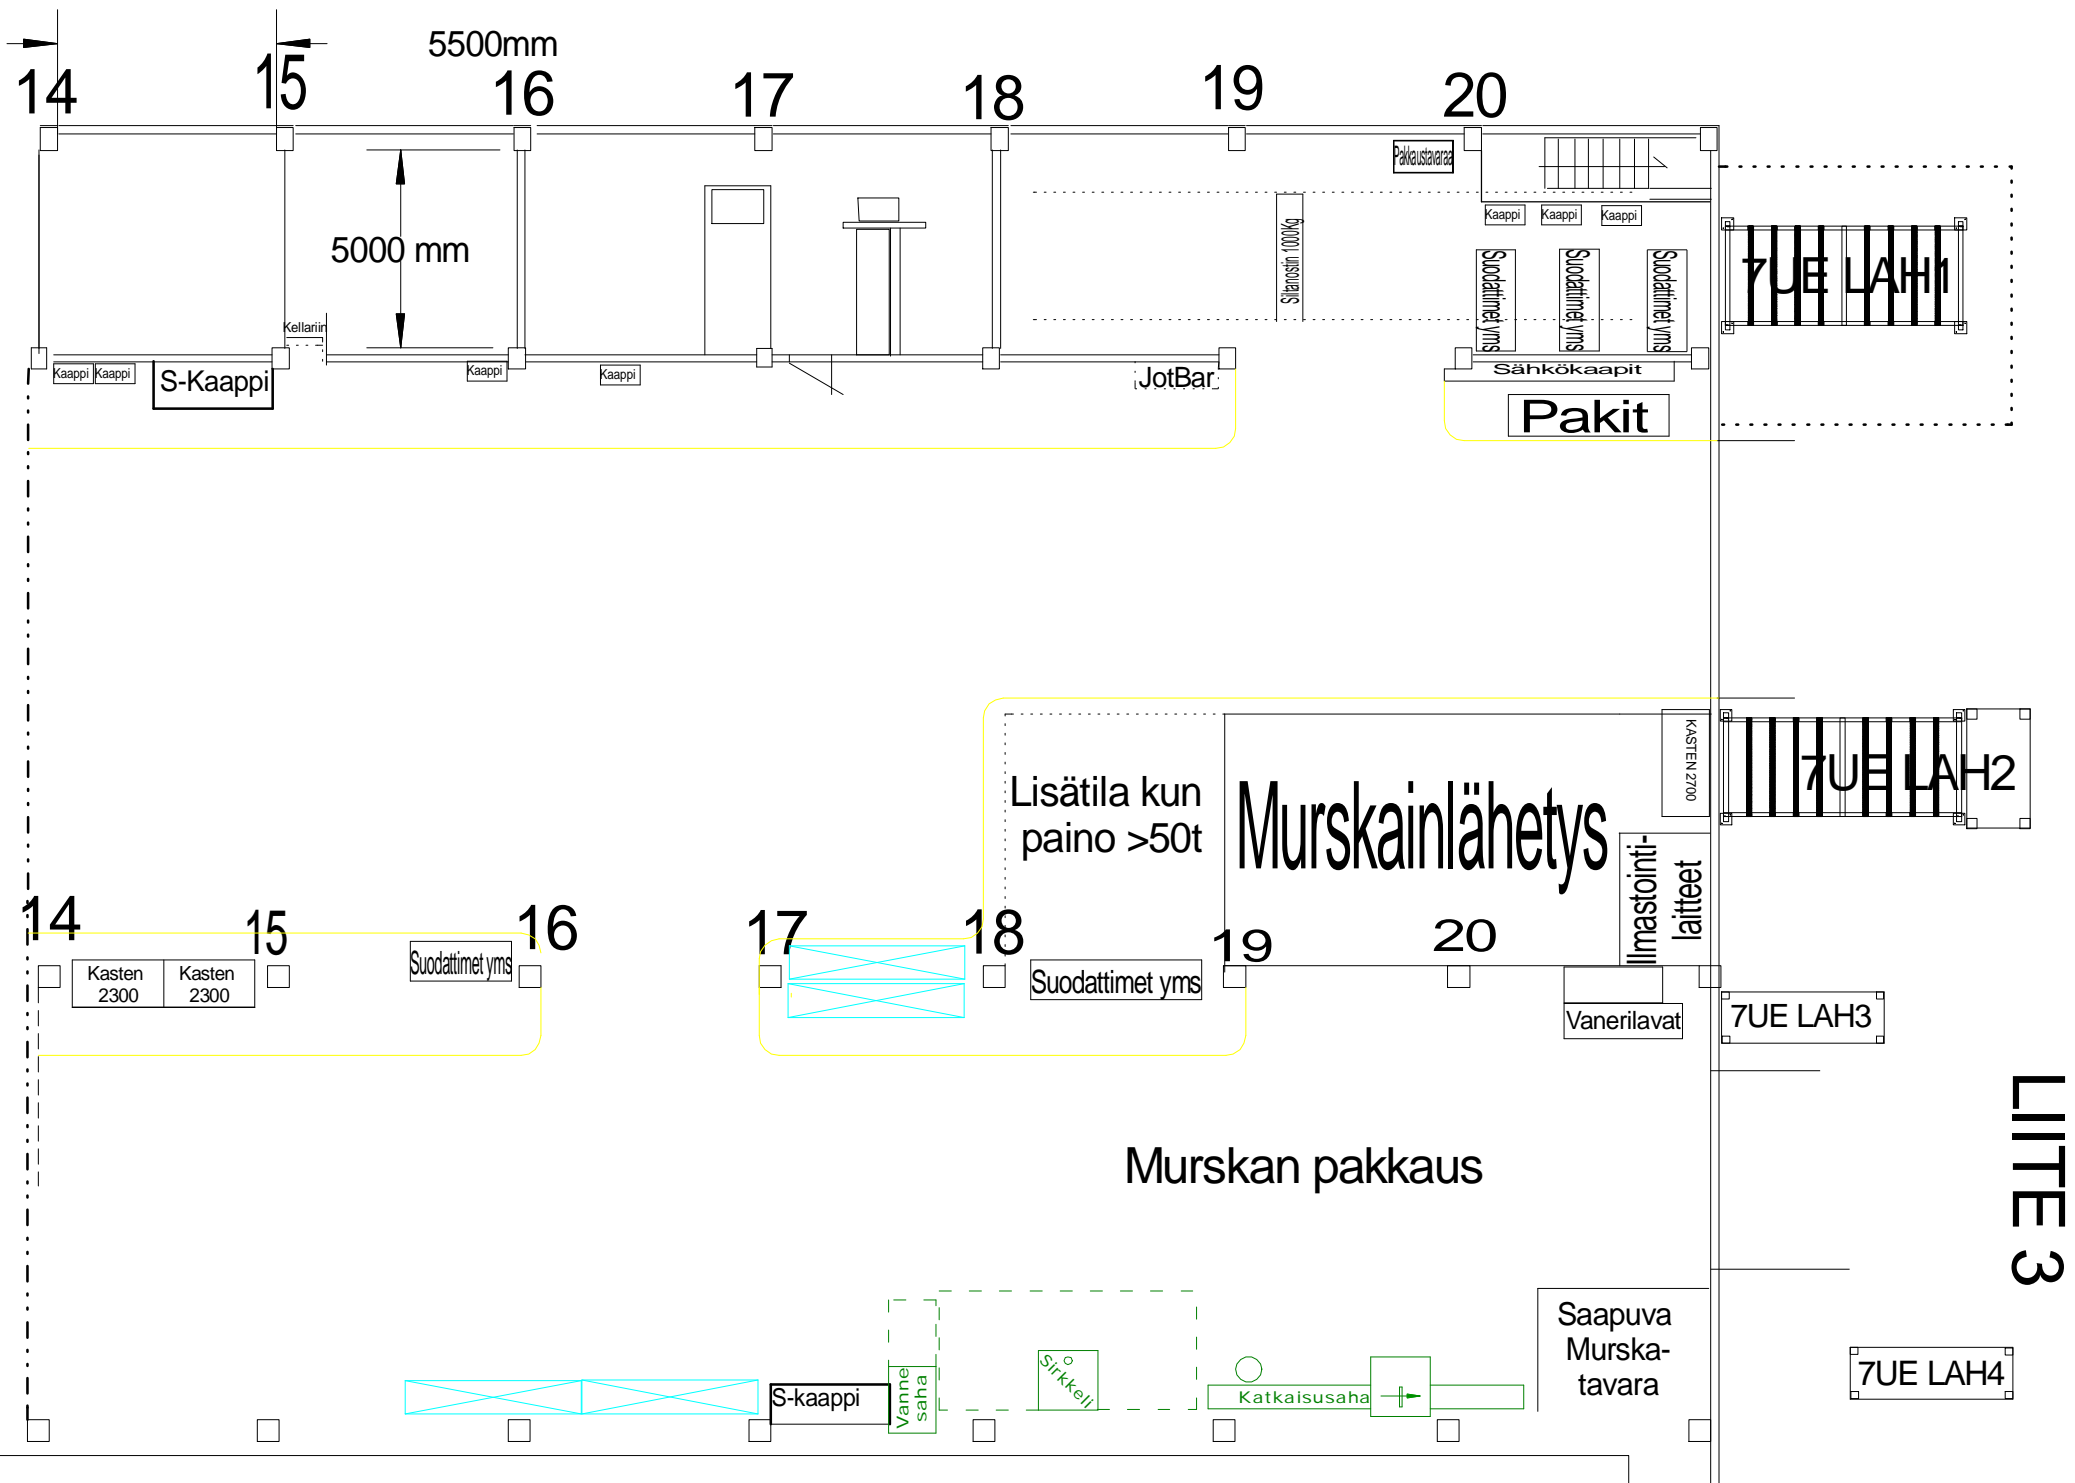 5500mm
14
15
16
17
18
19
20
Pakkaustavaraa
5000 mm
Siltanostin 1000Kg
Kaappi
Kaappi
Kaappi
Suodattimet yms
Suodattimet yms
Suodattimet yms
7UE LAH1
Kellariin
Kaappi
Kaappi
S-Kaappi
Kaappi
Kaappi
JotBar
Sähkökaapit
Pakit
KASTEN 2700
7UE LAH2
Lisätila kun
paino >50t
Murskainlähetys
Ilmastointi-
laitteet
14
15
16
17
18
19
20
Kasten
2300
Kasten
2300
Suodattimet yms
Suodattimet yms
Vanerilavat
7UE LAH3
Murskan pakkaus
LIITE 3
Saapuva
Murska-
tavara
S-kaappi
Vanne
saha
Sirkkeli
Katkaisusaha
7UE LAH4